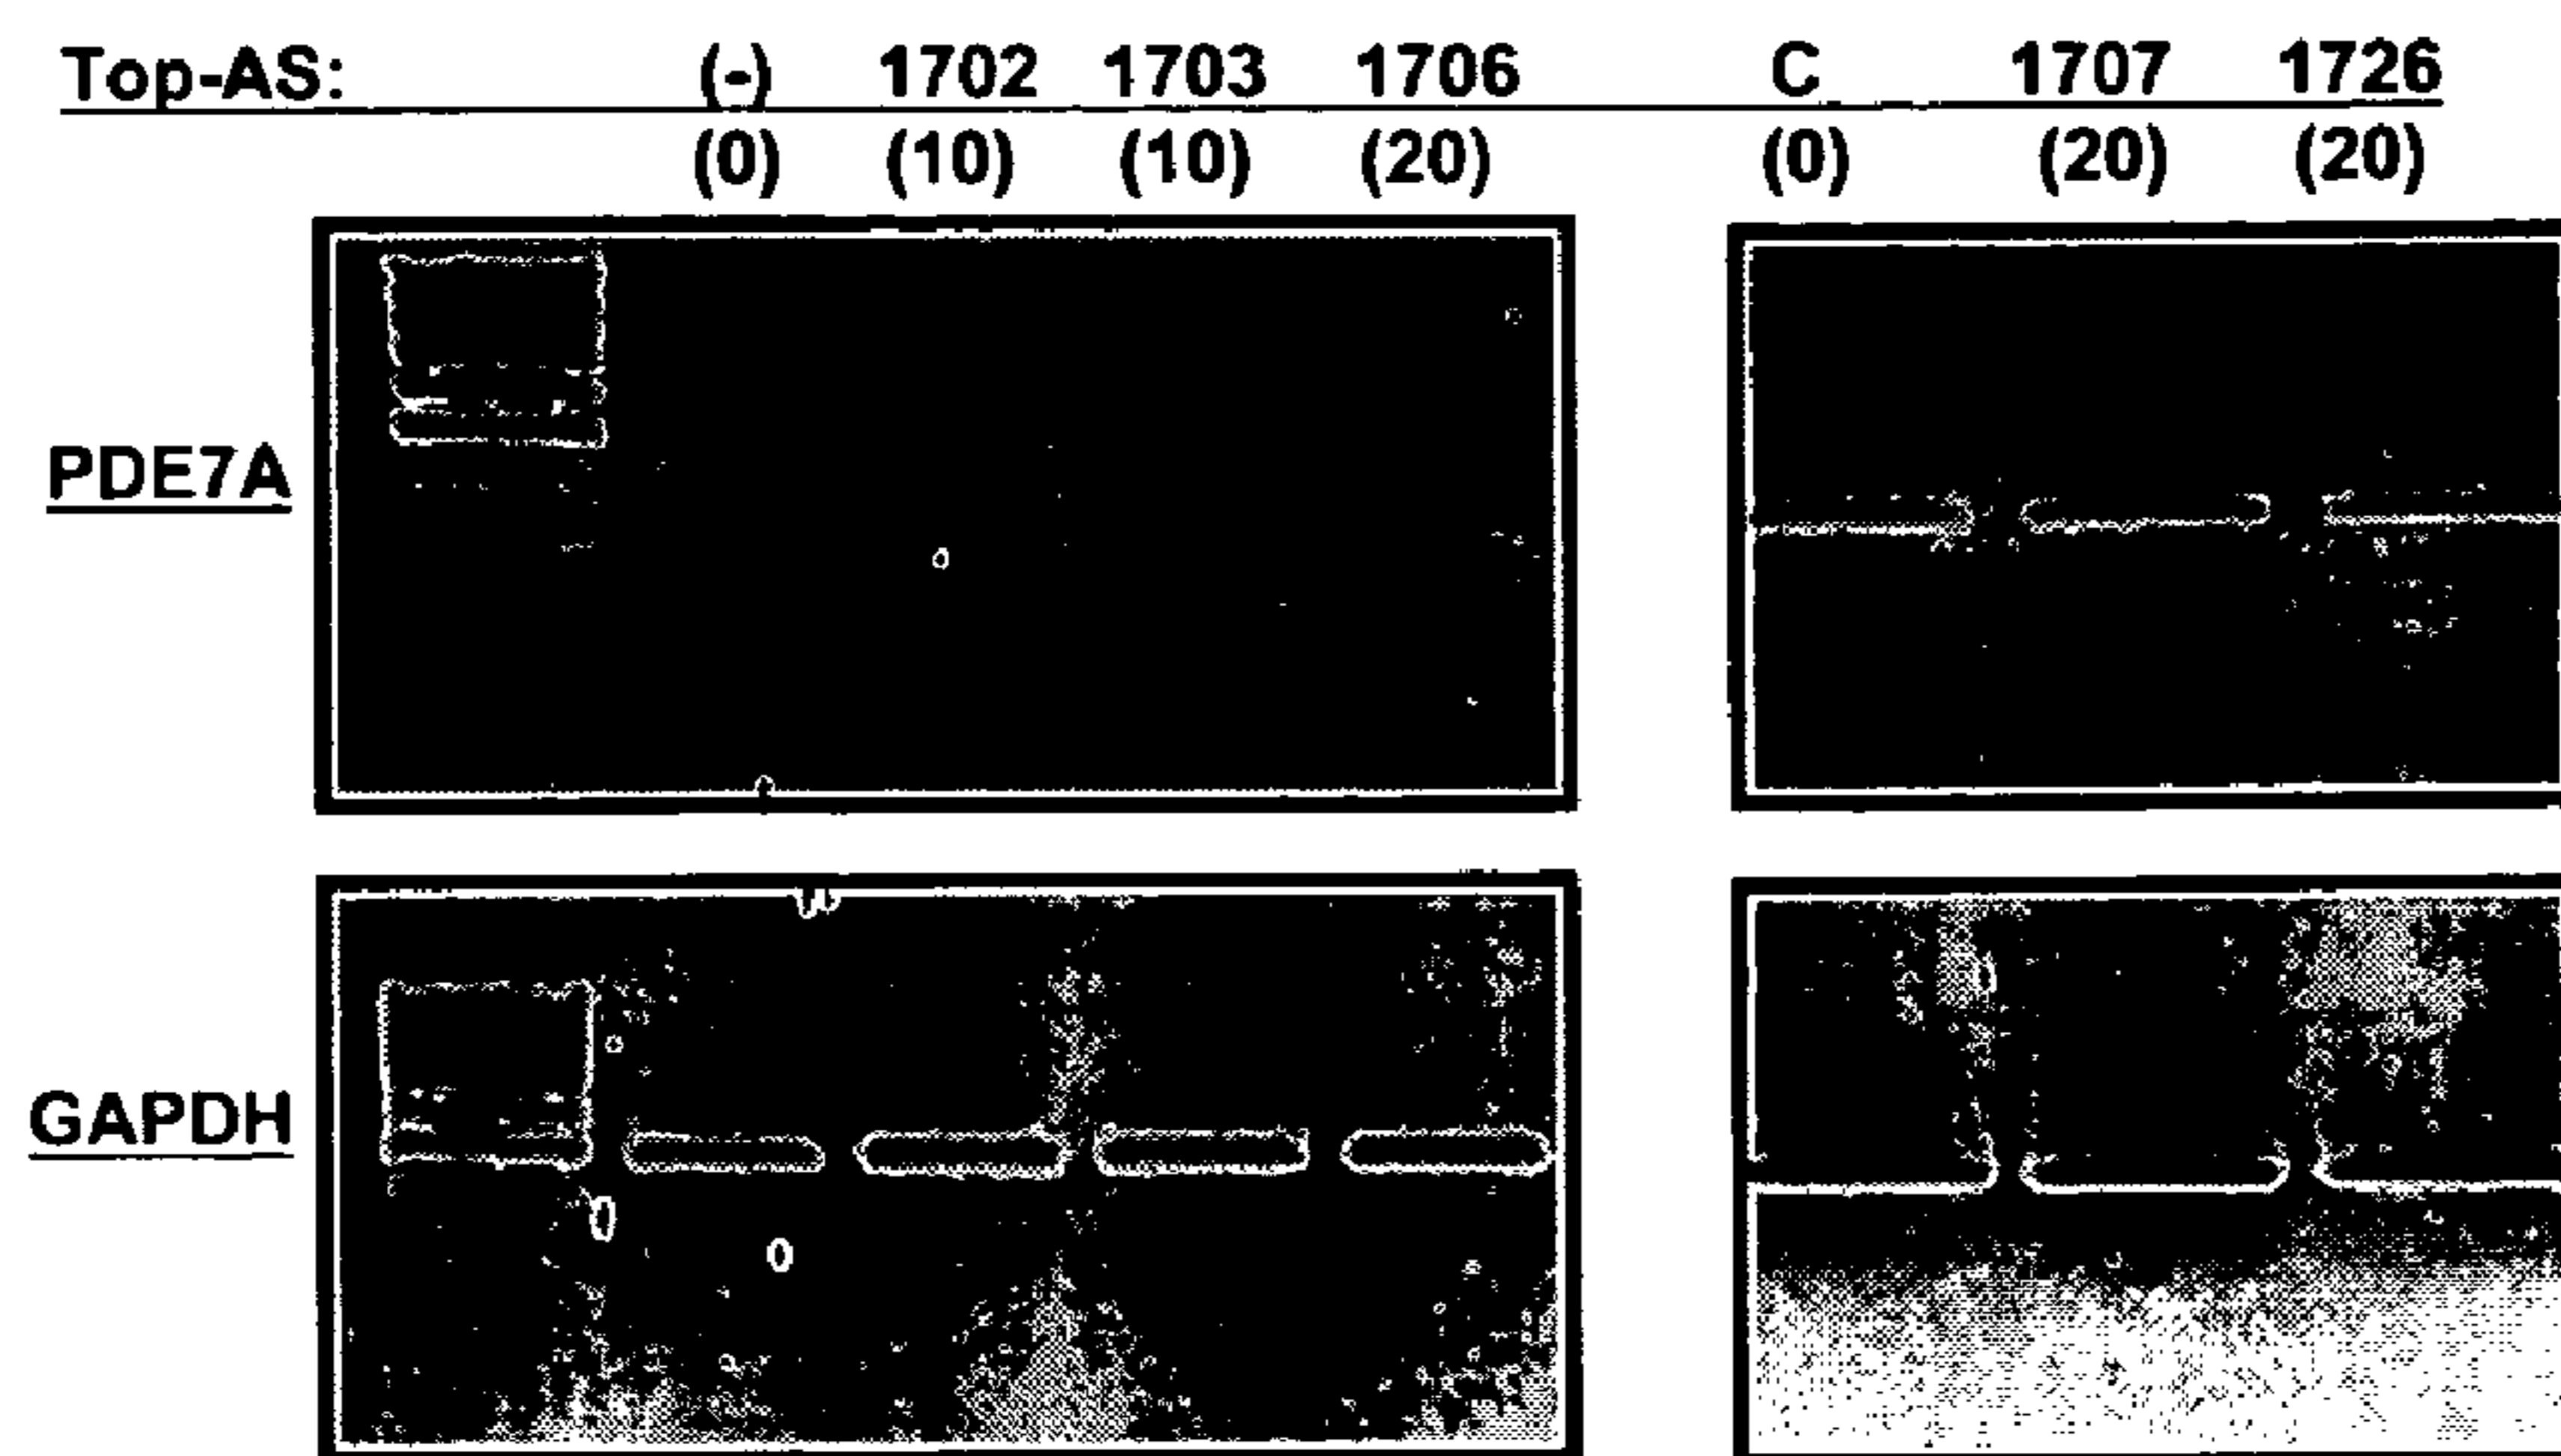 Top-AS: (-) 1702 1703 1706 C 1707 1726
(0) (10) (10) (20) (0) (20) (20)
PDE7A
GAPDH